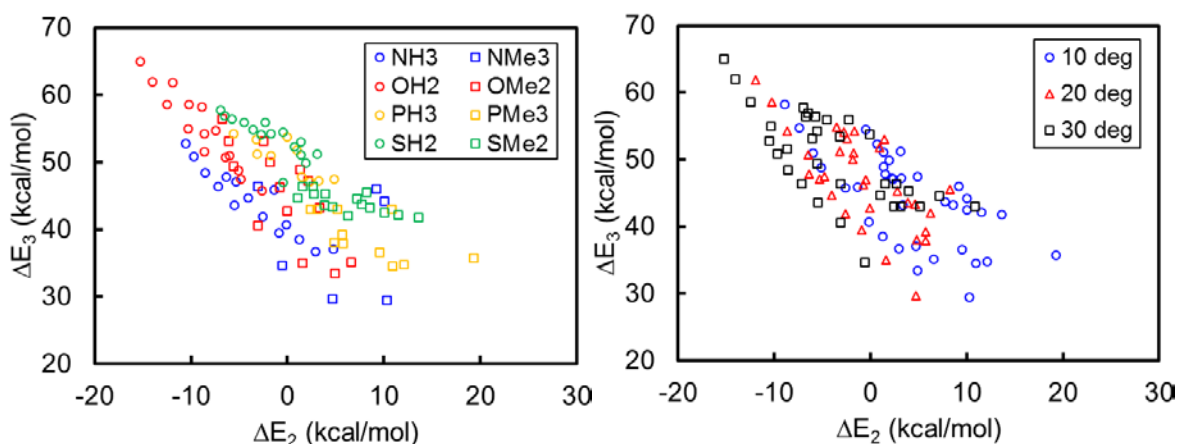 70
60
50
40
30
20
ΔE3 (kcal/mol)
NH3 NMe3
OH2 OMe2
PH3 PMe3
SH2 SMe2
-20 -10 0 10 20 30
ΔE2 (kcal/mol)
70
60
50
40
30
20
ΔE3 (kcal/mol)
10 deg
20 deg
30 deg
-20 -10 0 10 20 30
ΔE2 (kcal/mol)